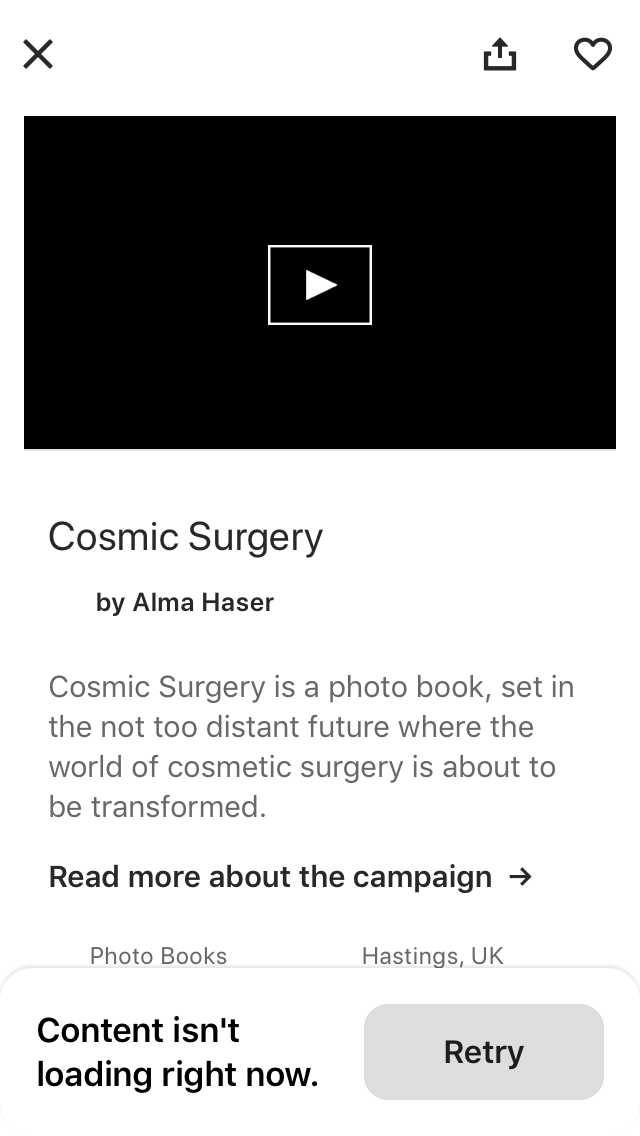 Cosmic Surgery
by Alma Haser
Cosmic Surgery is a photo book, set in
the not too distant future where the
world of cosmetic surgery is about to
be transformed.
Read more about the campaign →
Photo Books
Hastings, UK
Content isn't
loading right now.
Retry